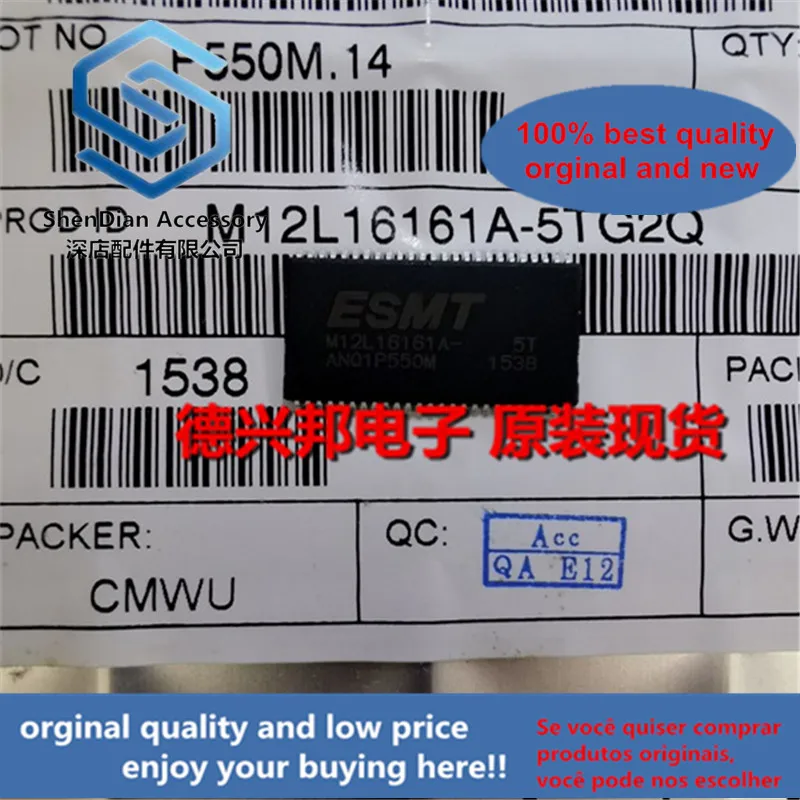 OT NO
P550M.14
QTY:
100% best quality
orginal and new
PROD ID
M12L16161A-5TG2Q
ShenDian Accessory
深店配件有限公司
ESMT
M12L16161A- 5T
AN01P550M 1538
D/C
1538
PAC
德兴邦电子 原装现货
PACKER:
CMWU
QC:
Acc
QA E12
G.W
orginal quality and low price
enjoy your buying here!!
Se você quiser comprar
produtos originais,
você pode nos escolher